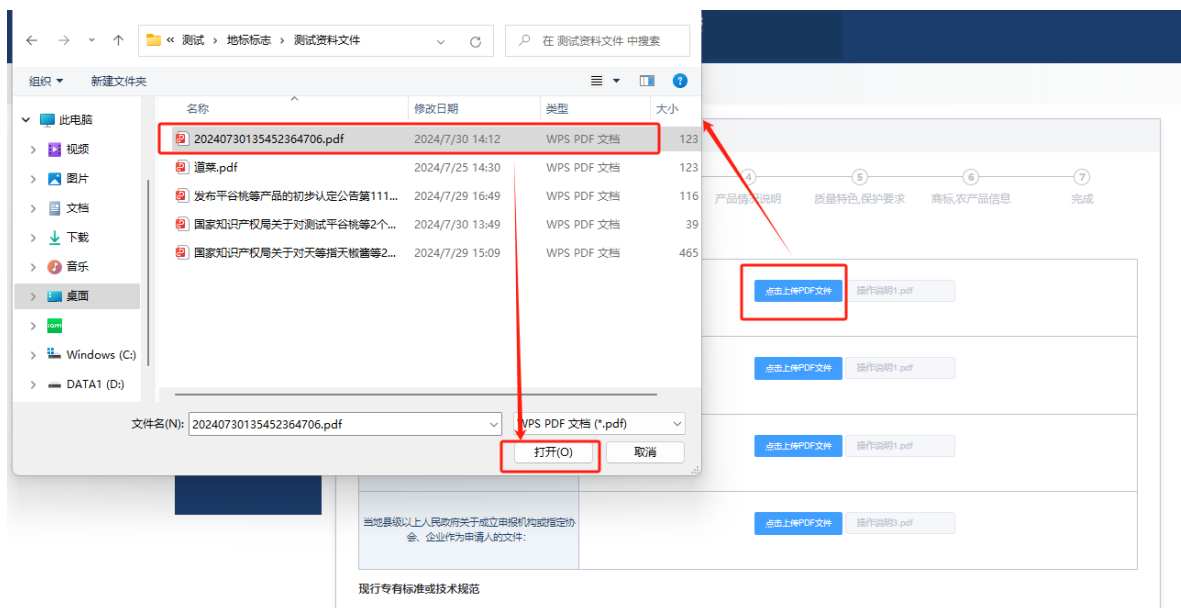 « 测试 › 地标标志 › 测试资料文件
在 测试资料文件 中搜索
组织
新建文件夹
名称 修改日期 类型 大小
此电脑
视频
图片
文档
下载
音乐
桌面
Windows (C:)
DATA1 (D:)
20240730135452364706.pdf 2024/7/30 14:12 WPS PDF 文档 123
道菜.pdf 2024/7/25 14:30 WPS PDF 文档 123
发布平谷桃等产品的初步认定公告第111... 2024/7/29 16:49 WPS PDF 文档 116
国家知识产权局关于对测试平谷桃等2个... 2024/7/30 13:49 WPS PDF 文档 39
国家知识产权局关于对天等指天椒酱等2... 2024/7/29 15:09 WPS PDF 文档 465
文件名(N): 20240730135452364706.pdf WPS PDF 文档 (*.pdf)
打开(O) 取消
4 5 6 7
产品情况说明 质量特色,保护要求 商标,农产品信息 完成
点击上传PDF文件 操作说明1.pdf
点击上传PDF文件 操作说明1.pdf
点击上传PDF文件 操作说明1.pdf
当地县级以上人民政府关于成立申报机构或指定协
会、企业作为申请人的文件:
点击上传PDF文件 操作说明3.pdf
现行专有标准或技术规范